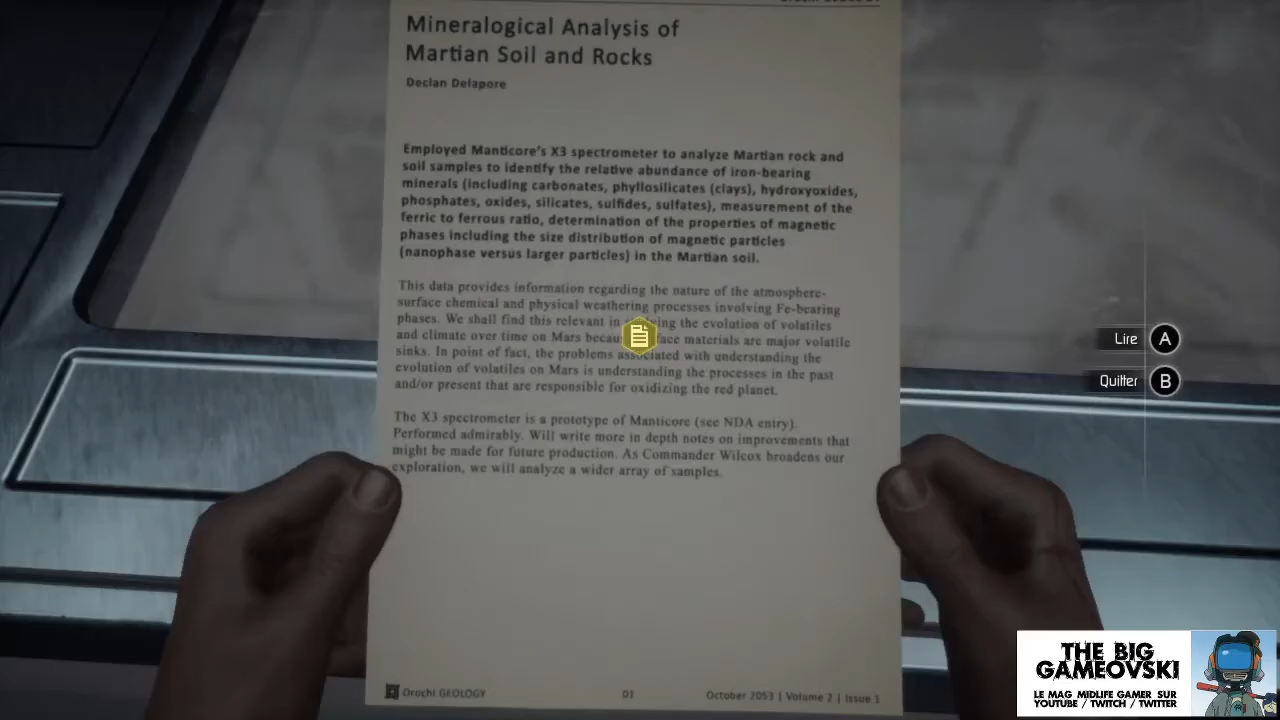 Mineralogical Analysis of
Martian Soil and Rocks
Declan Delapore
Employed Manticore's X3 spectrometer to analyze Martian rock and
soil samples to identify the relative abundance of iron-bearing
minerals (including carbonates, phyllosilicates (clays), hydroxyoxides,
phosphates, oxides, silicates, sulfides, sulfates), measurement of the
ferric to ferrous ratio, determination of the properties of magnetic
phases including the size distribution of magnetic particles
(nanophase versus larger particles) in the Martian soil.
This data provides information regarding the nature of the atmosphere-
surface chemical and physical weathering processes involving Fe-bearing
phases. We shall find this relevant in the evolution of volatiles
and climate over time on Mars materials are major volatile
sinks. In point of fact, the problems associated with understanding the
evolution of volatiles on Mars is understanding the processes in the past
and/or present that are responsible for oxidizing the red planet.
The X3 spectrometer is a prototype of Manticore (see NDA entry).
Performed admirably. Will write more in depth notes on improvements that
might be made for future production. As Commander Wilcox broadens our
exploration, we will analyze a wider array of samples.
Lire A
Quitter B
Orochi GEOLOGY 01 October 2053 | Volume 2 | Issue 1
THE BIG
GAMEOVSKI
LE MAG MIDLIFE GAMER SUR
YOUTUBE / TWITCH / TWITTER